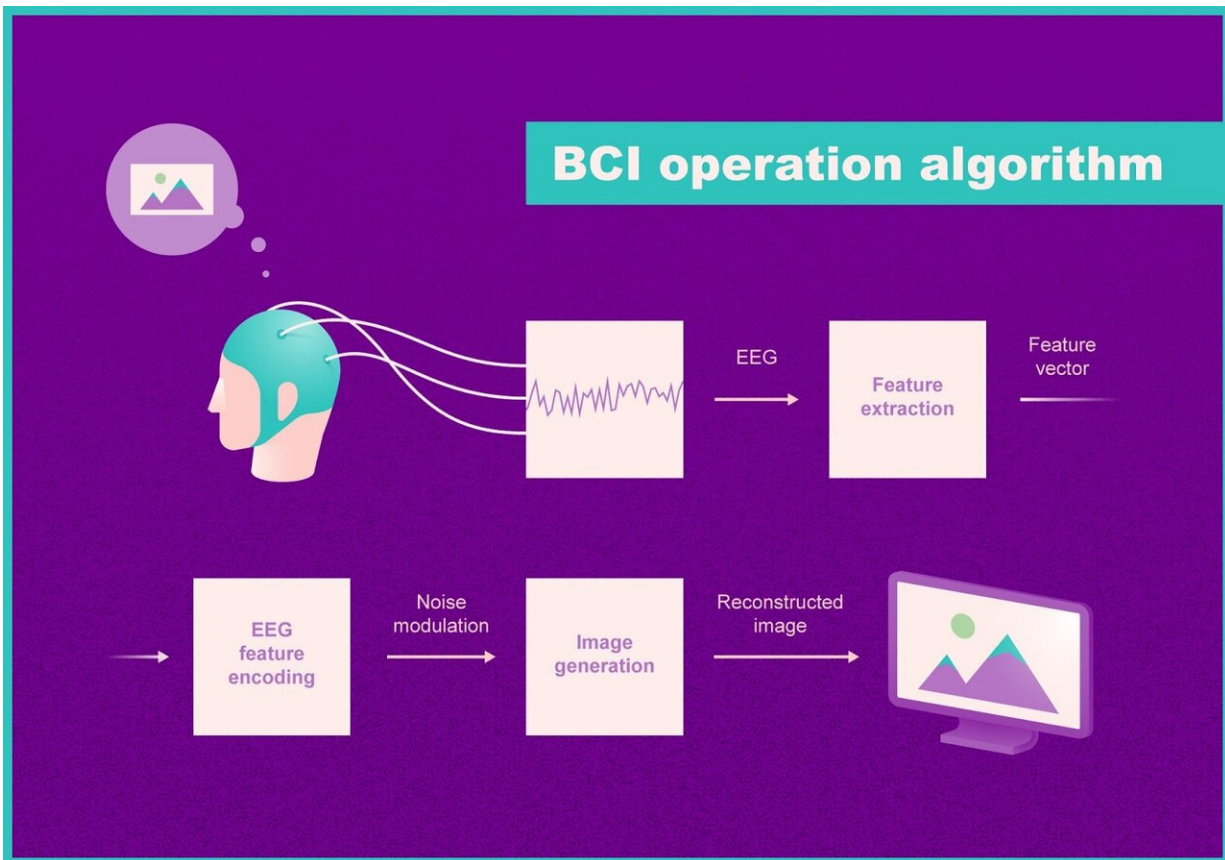 BCI operation algorithm
EEG
Feature
extraction
Feature
vector
EEG
feature
encoding
Noise
modulation
Image
generation
Reconstructed
image